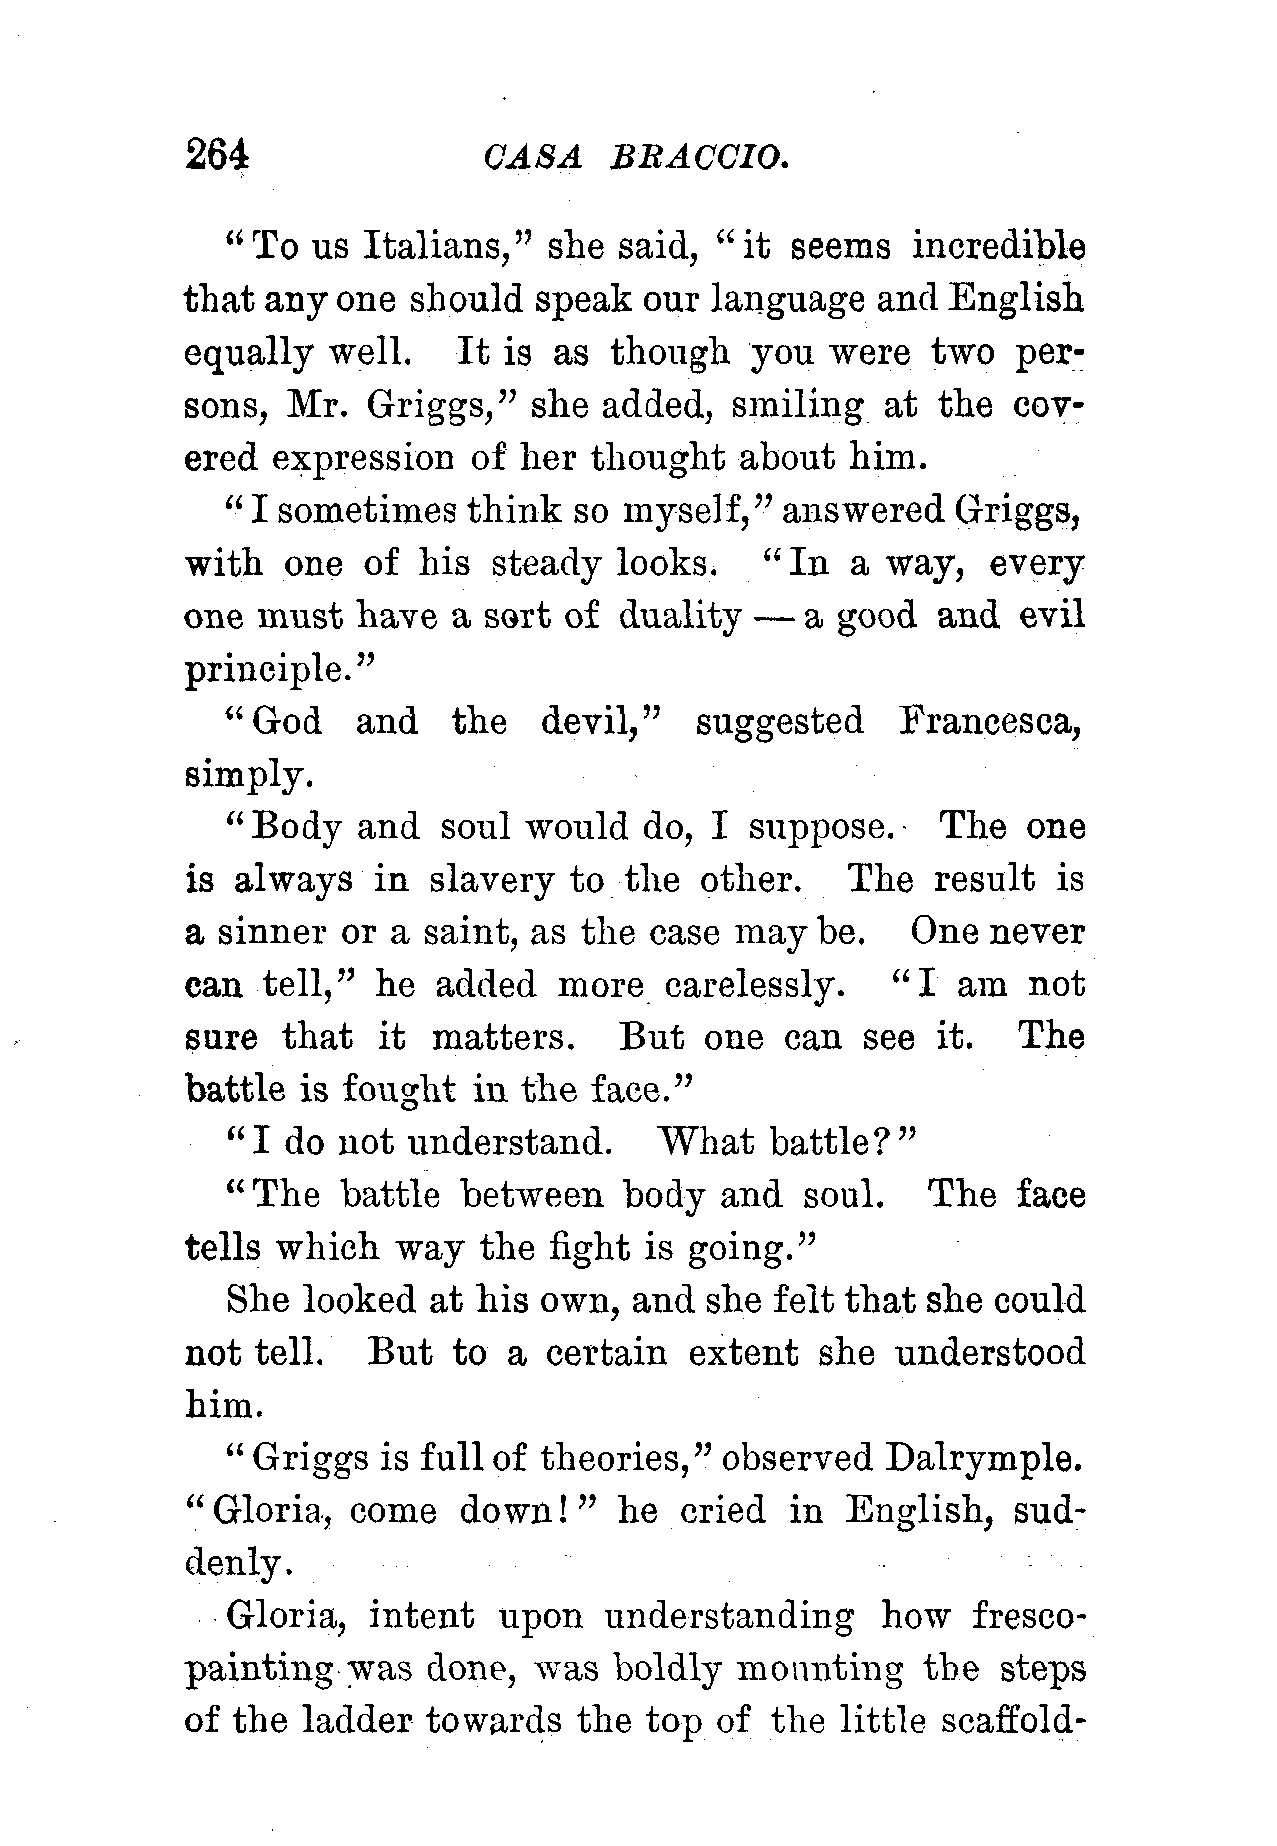 264 CASA BRACCIO.
“To us Italians,” she said, “it seems incredible
that any one should speak our language and English
equally well. It is as though you were two per-
sons, Mr. Griggs,” she added, smiling at the cov-
ered expression of her thought about him.
“I sometimes think so myself,” answered Griggs,
with one of his steady looks. “In a way, every
one must have a sort of duality — a good and evil
principle.”
“God and the devil,” suggested Francesca,
simply.
“Body and soul would do, I suppose. The one
is always in slavery to the other. The result is
a sinner or a saint, as the case may be. One never
can tell,” he added more carelessly. “I am not
sure that it matters. But one can see it. The
battle is fought in the face.”
“I do not understand. What battle?”
“The battle between body and soul. The face
tells which way the fight is going.”
She looked at his own, and she felt that she could
not tell. But to a certain extent she understood
him.
“Griggs is full of theories,” observed Dalrymple.
“Gloria, come down!” he cried in English, sud-
denly.
Gloria, intent upon understanding how fresco-
painting was done, was boldly mounting the steps
of the ladder towards the top of the little scaffold-